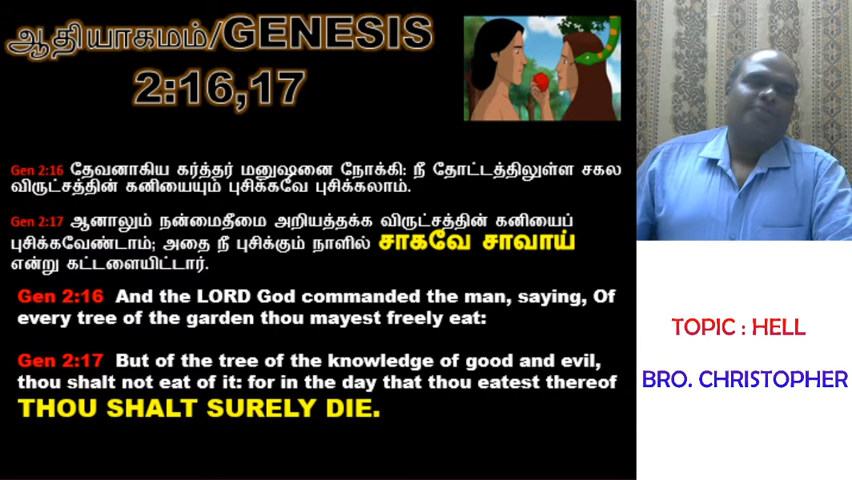 ஆதியாகமம்/GENESIS
2:16,17
Gen 2:16 தேவனாகிய கர்த்தர் மனுஷனை நோக்கி: நீ தோட்டத்திலுள்ள சகல
விருட்சத்தின் கனியையும் புசிக்கவே புசிக்கலாம்.
Gen 2:17 ஆனாலும் நன்மைதீமை அறியத்தக்க விருட்சத்தின் கனியைப்
புசிக்கவேண்டாம்; அதை நீ புசிக்கும் நாளில் சாகவே சாவாய்
என்று கட்டளையிட்டார்.
Gen 2:16 And the LORD God commanded the man, saying, Of
every tree of the garden thou mayest freely eat:
Gen 2:17 But of the tree of the knowledge of good and evil,
thou shalt not eat of it: for in the day that thou eatest thereof
THOU SHALT SURELY DIE.
TOPIC : HELL
BRO. CHRISTOPHER